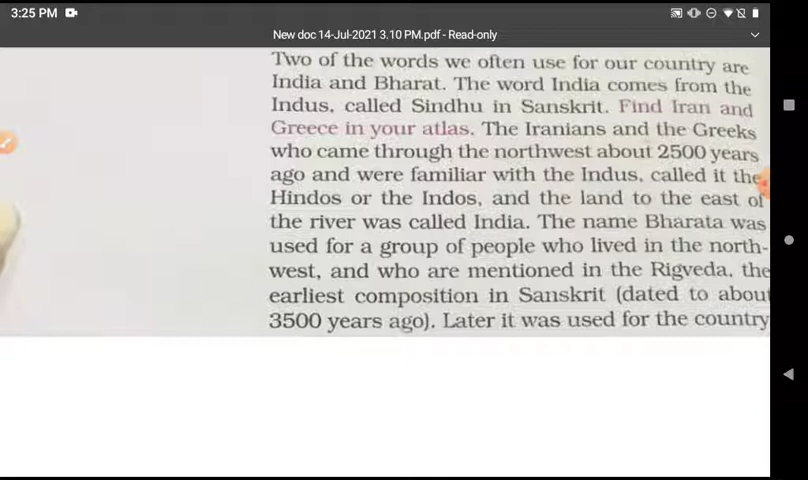 3:25 PM
New doc 14-Jul-2021 3.10 PM.pdf - Read-only
Two of the words we often use for our country are
India and Bharat. The word India comes from the
Indus, called Sindhu in Sanskrit. Find Iran and
Greece in your atlas. The Iranians and the Greeks
who came through the northwest about 2500 years
ago and were familiar with the Indus, called it the
Hindos or the Indos, and the land to the east of
the river was called India. The name Bharata was
used for a group of people who lived in the north-
west, and who are mentioned in the Rigveda, the
earliest composition in Sanskrit (dated to about
3500 years ago). Later it was used for the country